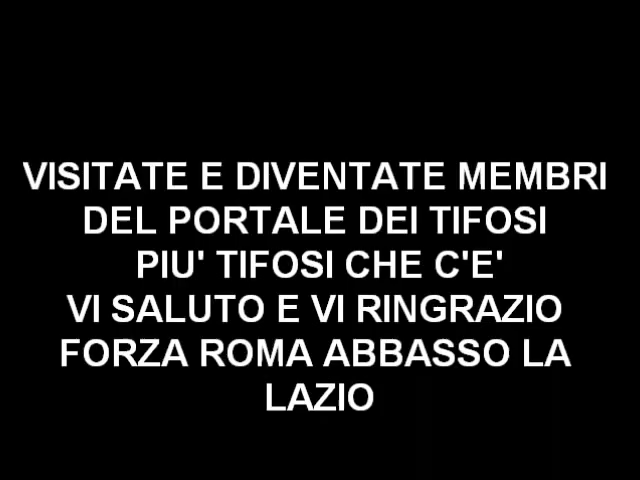 VISITATE E DIVENTATE MEMBRI
DEL PORTALE DEI TIFOSI
PIU' TIFOSI CHE C'E'
VI SALUTO E VI RINGRAZIO
FORZA ROMA ABBASSO LA
LAZIO